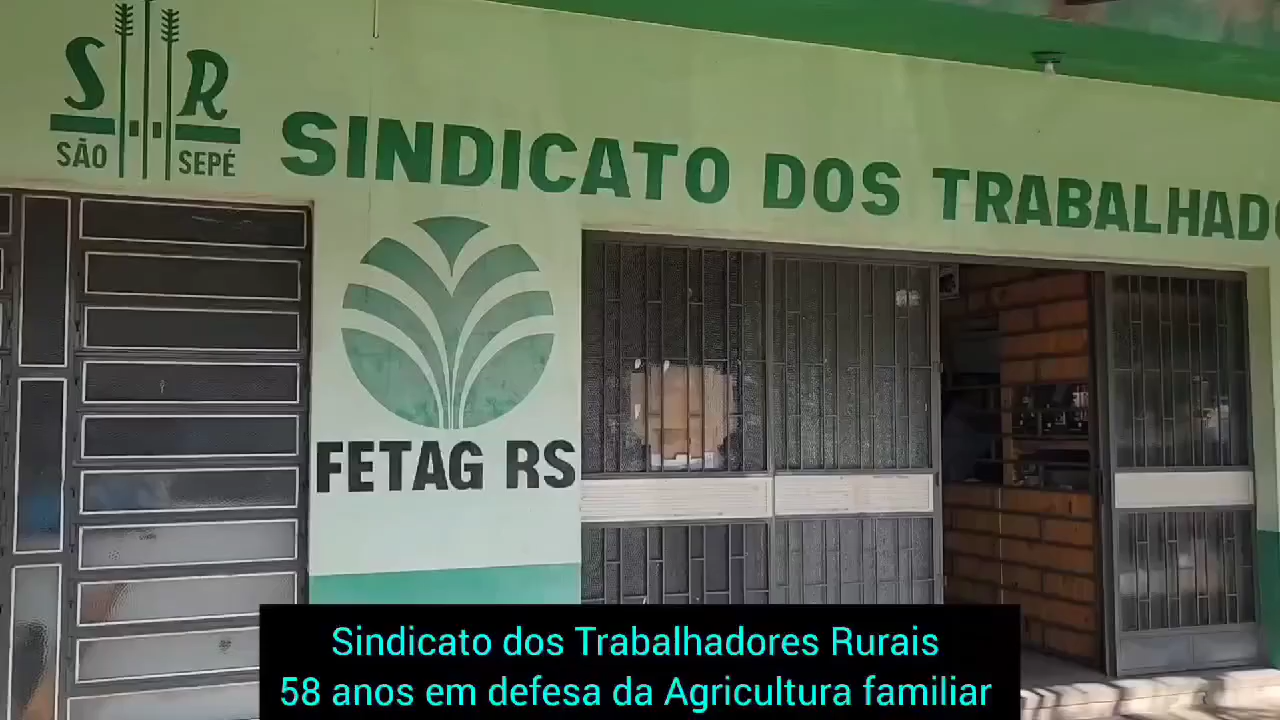 S R
SÃO SEPÉ
SINDICATO DOS TRABALHADO
FETAG RS
Sindicato dos Trabalhadores Rurais
58 anos em defesa da Agricultura familiar